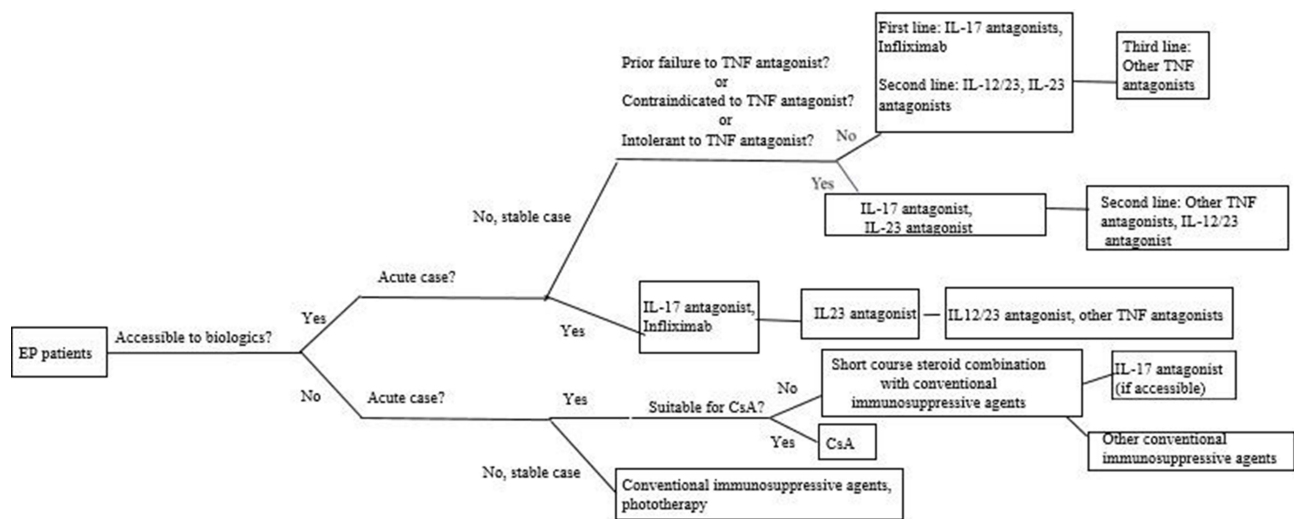 First line: IL-17 antagonists,
Infliximab
Second line: IL-12/23, IL-23
antagonists
Third line:
Other TNF
antagonists
Prior failure to TNF antagonist?
or
Contraindicated to TNF antagonist?
or
Intolerant to TNF antagonist?
No
Yes
IL-17 antagonist,
IL-23 antagonist
Second line: Other TNF
antagonists, IL-12/23
antagonist
No, stable case
Acute case?
Yes
Yes
IL-17 antagonist,
Infliximab
IL23 antagonist
IL12/23 antagonist, other TNF antagonists
EP patients
Accessible to biologics?
No
Acute case?
Yes
Suitable for CsA?
No
Short course steroid combination
with conventional
immunosuppressive agents
IL-17 antagonist
(if accessible)
Yes
CsA
Other conventional
immunosuppressive agents
No, stable case
Conventional immunosuppressive agents,
phototherapy